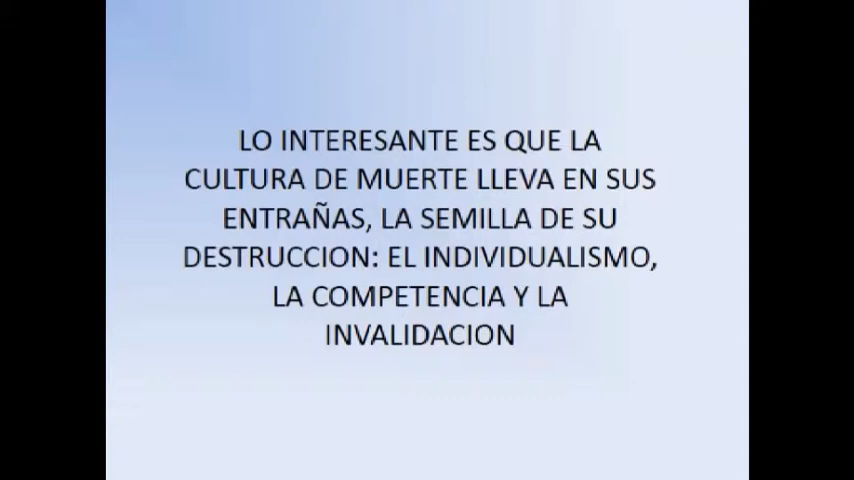 LO INTERESANTE ES QUE LA
CULTURA DE MUERTE LLEVA EN SUS
ENTRAÑAS, LA SEMILLA DE SU
DESTRUCCION: EL INDIVIDUALISMO,
LA COMPETENCIA Y LA
INVALIDACION